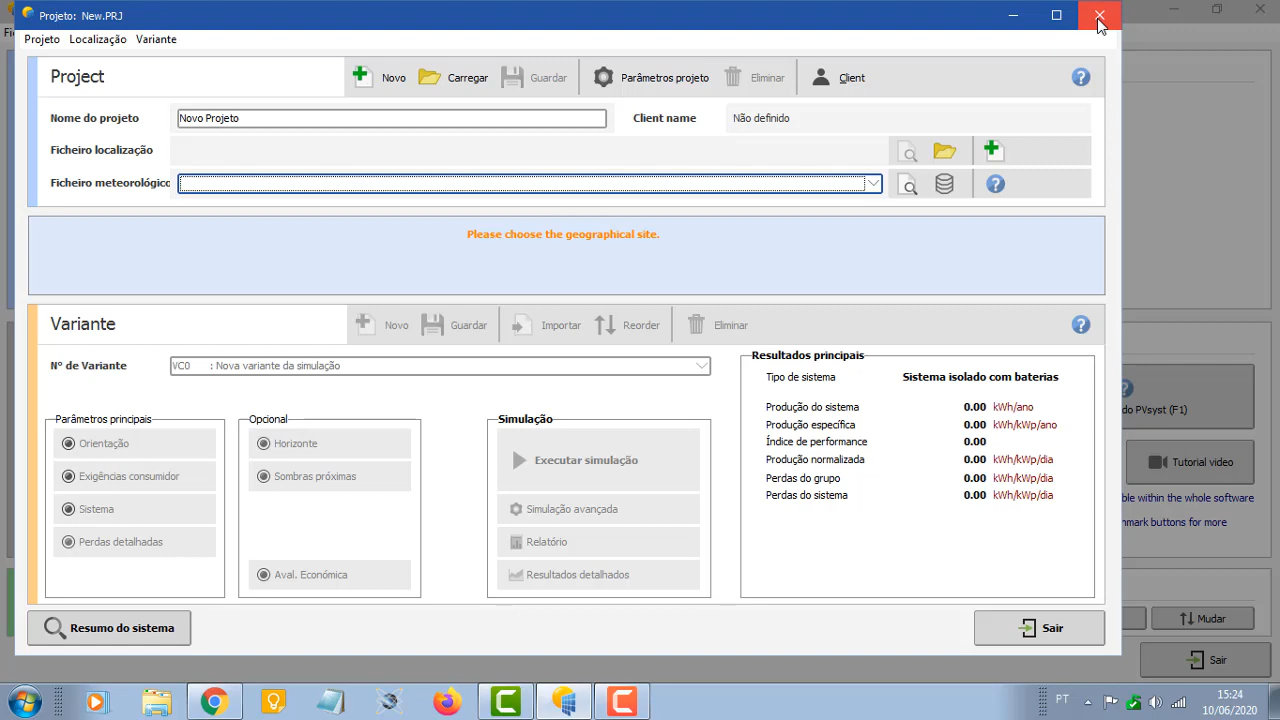 Projeto: New.PRJ
Projeto Localização Variante
Project Novo Carregar Guardar Parâmetros projeto Eliminar Client
Nome do projeto Novo Projeto Client name Não definido
Ficheiro localização
Ficheiro meteorológico
Please choose the geographical site.
Variante Novo Guardar Importar Reorder Eliminar
Nº de Variante VC0 : Nova variante da simulação
Resultados principais
Tipo de sistema Sistema isolado com baterias
Produção do sistema 0.00 kWh/ano
Produção específica 0.00 kWh/kWp/ano
Índice de performance 0.00
Produção normalizada 0.00 kWh/kWp/dia
Perdas do grupo 0.00 kWh/kWp/dia
Perdas do sistema 0.00 kWh/kWp/dia
Parâmetros principais
Orientação
Exigências consumidor
Sistema
Perdas detalhadas
Opcional
Horizonte
Sombras próximas
Aval. Económica
Simulação
Executar simulação
Simulação avançada
Relatório
Resultados detalhados
Resumo do sistema
Sair
do PVsyst (F1)
Tutorial video
ble within the whole software
mark buttons for more
Mudar
Sair
PT
15:24
10/06/2020